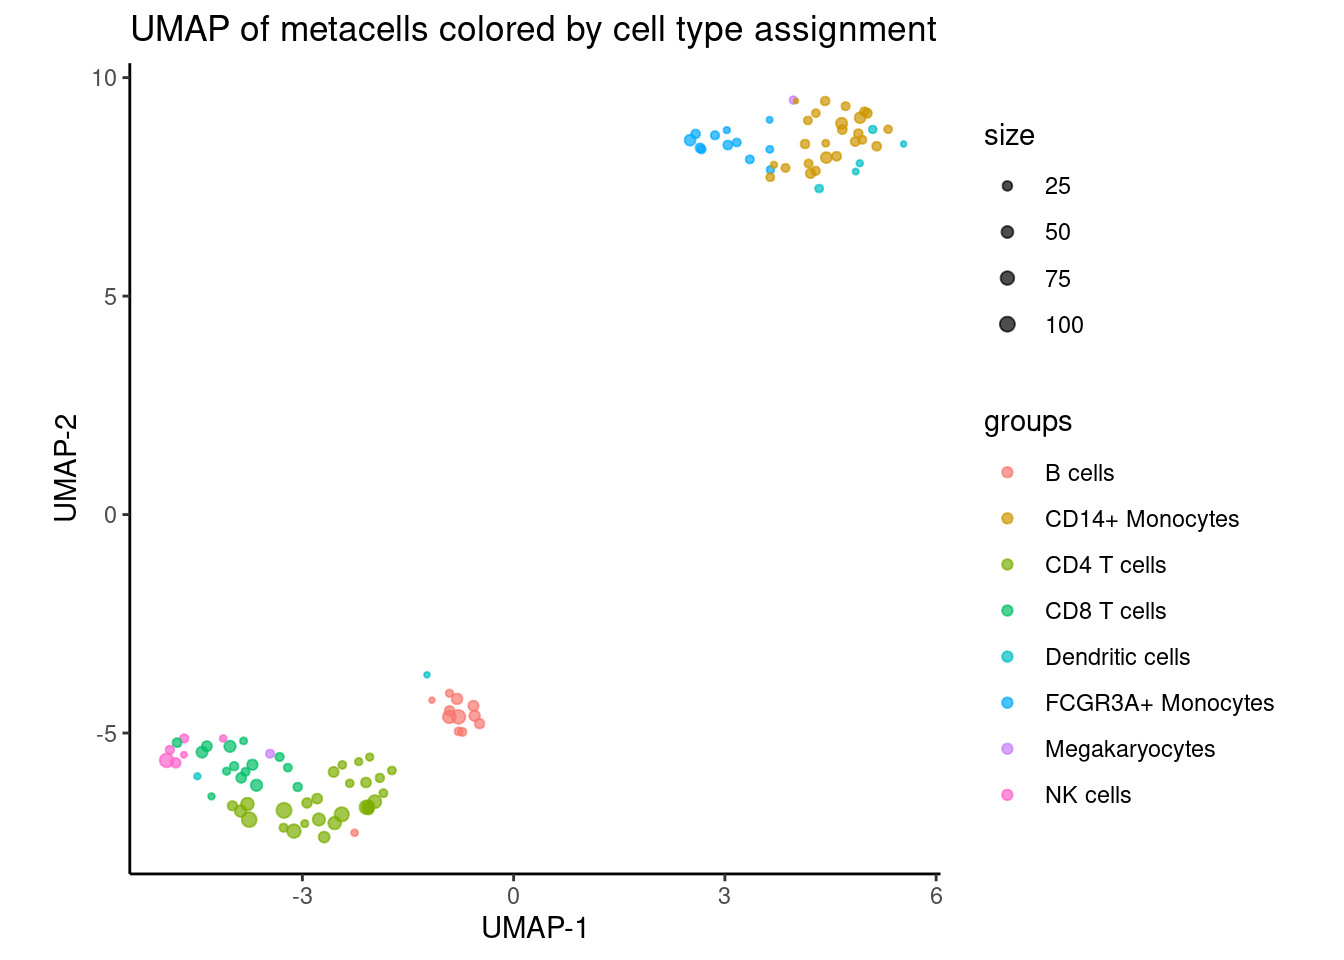 UMAP of metacells colored by cell type assignment
10
5
0
-5
UMAP-2
-3
0
3
6
UMAP-1
size
25
50
75
100
groups
B cells
CD14+ Monocytes
CD4 T cells
CD8 T cells
Dendritic cells
FCGR3A+ Monocytes
Megakaryocytes
NK cells